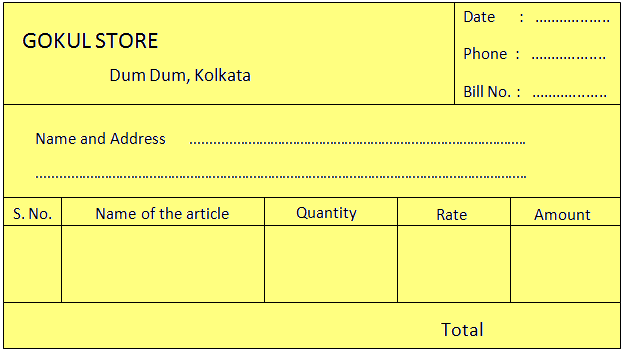 GOKUL STORE
Dum Dum, Kolkata
Date : ...................
Phone : ...................
Bill No. : ...................
Name and Address ....................................................................................
............................................................................................................................
S. No. Name of the article Quantity Rate Amount
Total